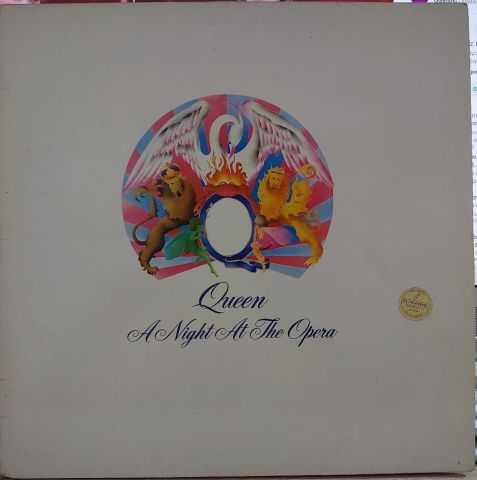 Queen
A Night At The Opera